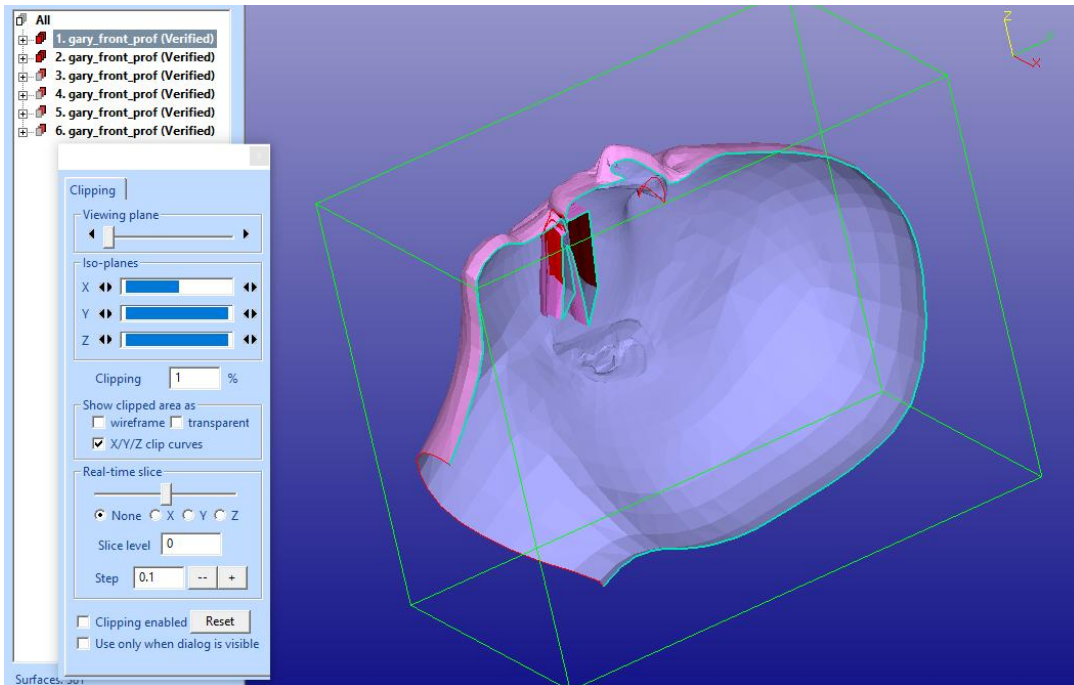 All
1. gary_front_prof (Verified)
2. gary_front_prof (Verified)
3. gary_front_prof (Verified)
4. gary_front_prof (Verified)
5. gary_front_prof (Verified)
6. gary_front_prof (Verified)
Clipping
Viewing plane
Iso-planes
X
Y
Z
Clipping 1 %
Show clipped area as
wireframe transparent
X/Y/Z clip curves
Real-time slice
None X Y Z
Slice level 0
Step 0.1 -- +
Clipping enabled Reset
Use only when dialog is visible
Surfaces:
Z
X